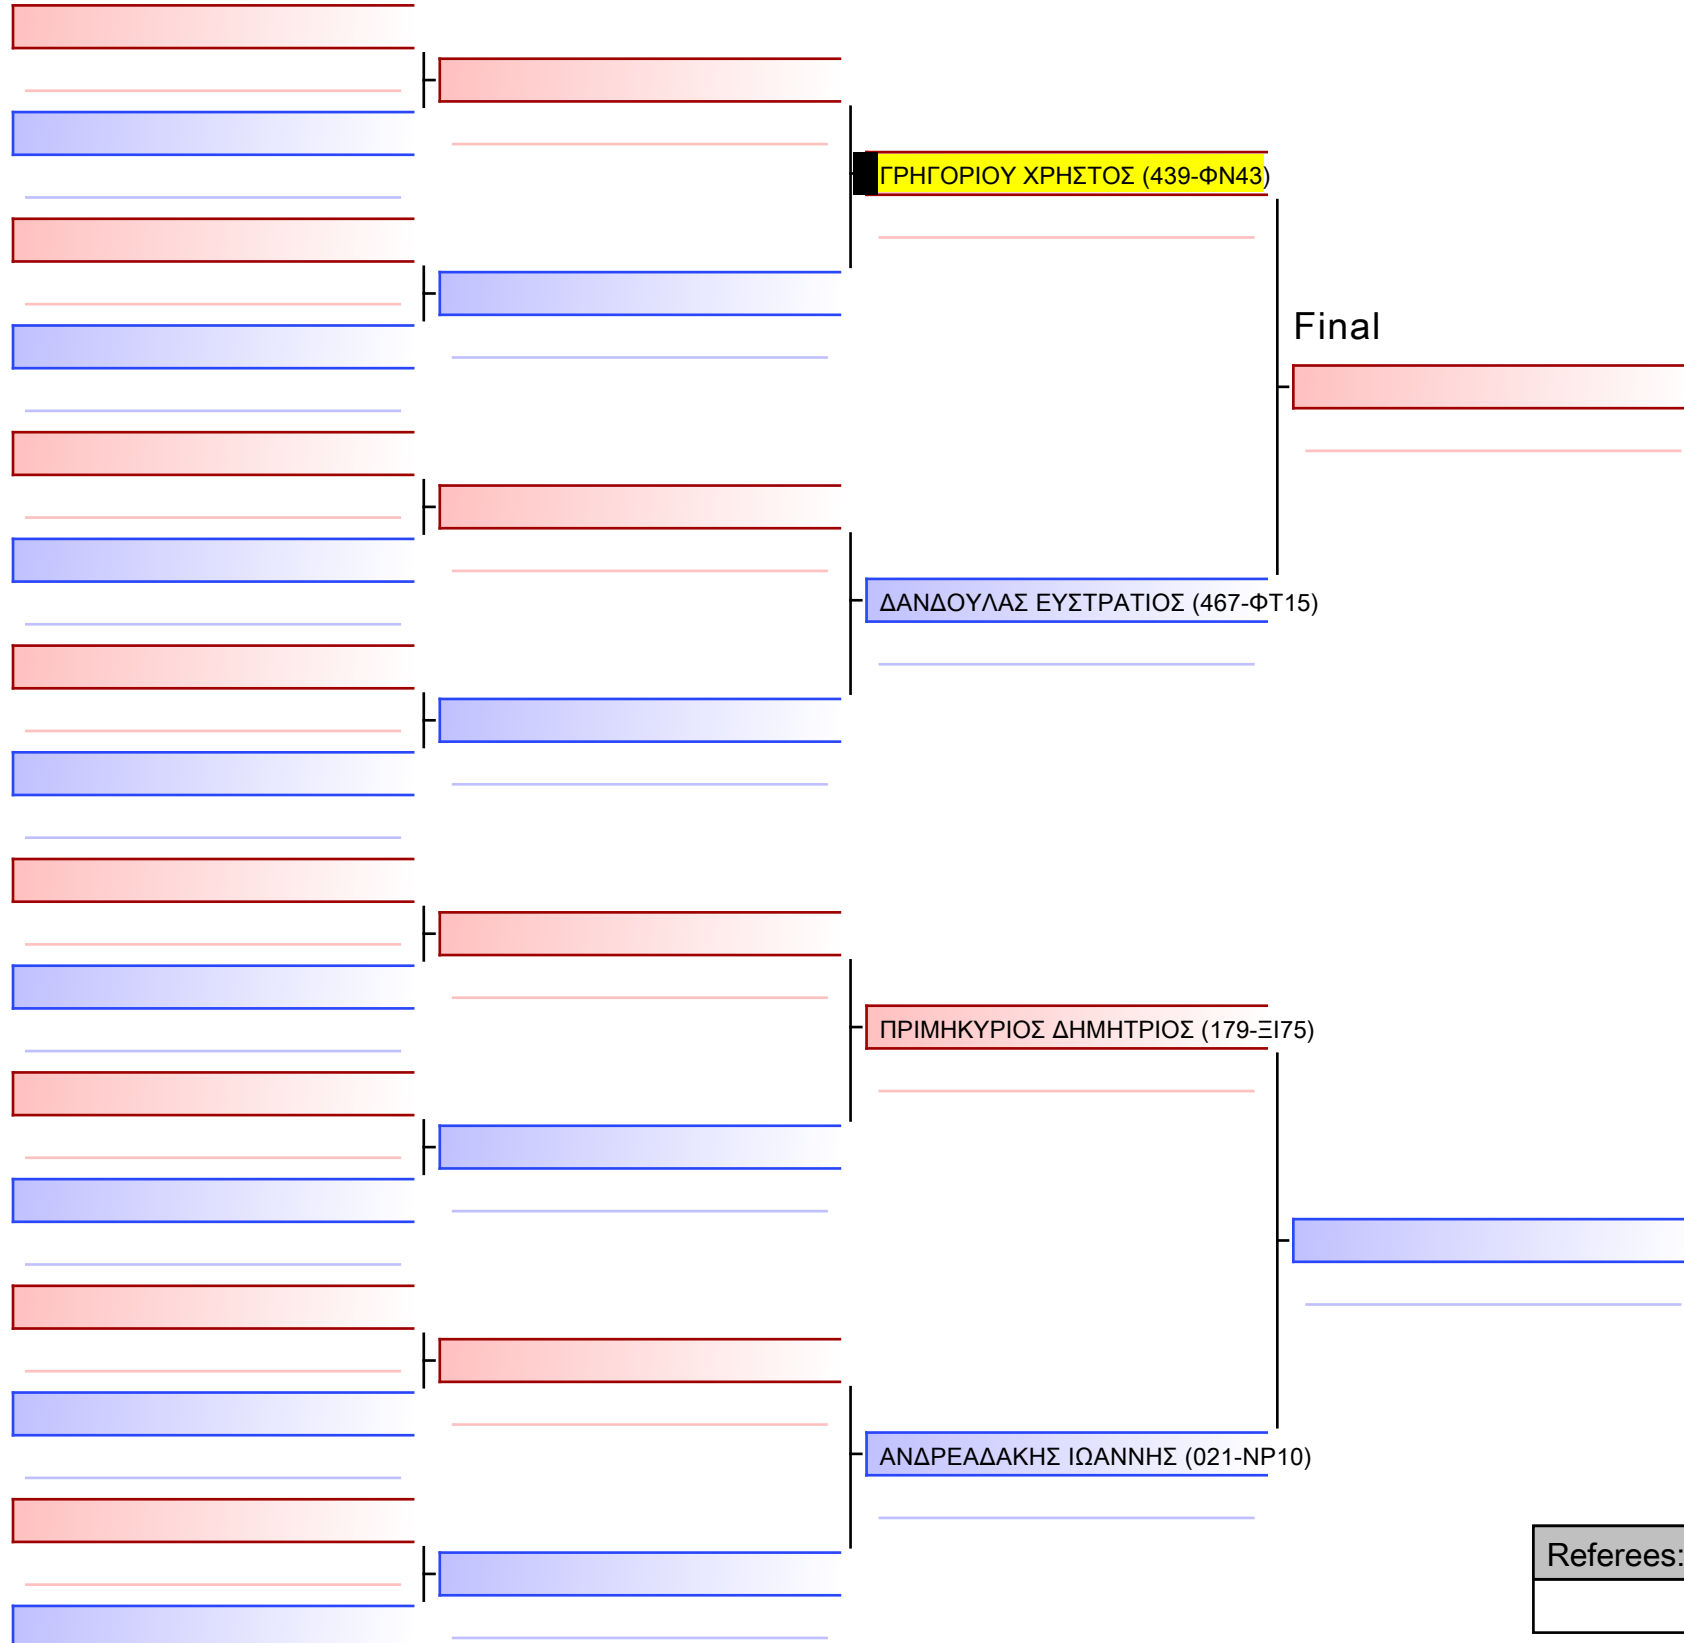 ΓΡΗΓΟΡΙΟΥ ΧΡΗΣΤΟΣ (439-ΦΝ43)
Final
ΔΑΝΔΟΥΛΑΣ ΕΥΣΤΡΑΤΙΟΣ (467-ΦΤ15)
ΠΡΙΜΗΚΥΡΙΟΣ ΔΗΜΗΤΡΙΟΣ (179-ΞΙ75)
ΑΝΔΡΕΑΔΑΚΗΣ ΙΩΑΝΝΗΣ (021-ΝΡ10)
Referees: